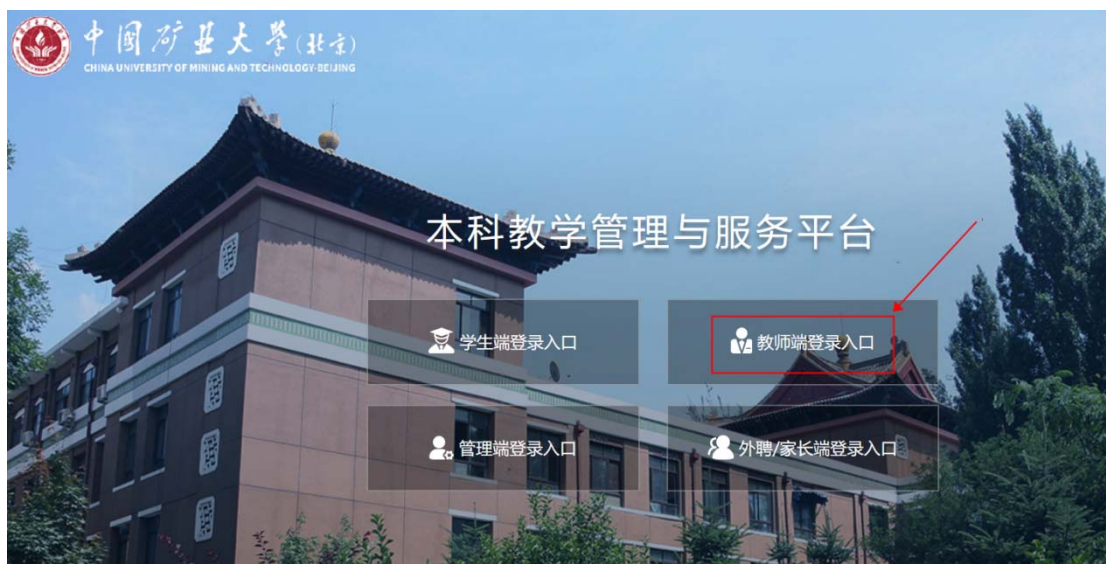 中国矿业大学(北京)
CHINA UNIVERSITY OF MINING AND TECHNOLOGY-BEIJING
本科教学管理与服务平台
学生端登录入口
教师端登录入口
管理端登录入口
外聘/家长端登录入口